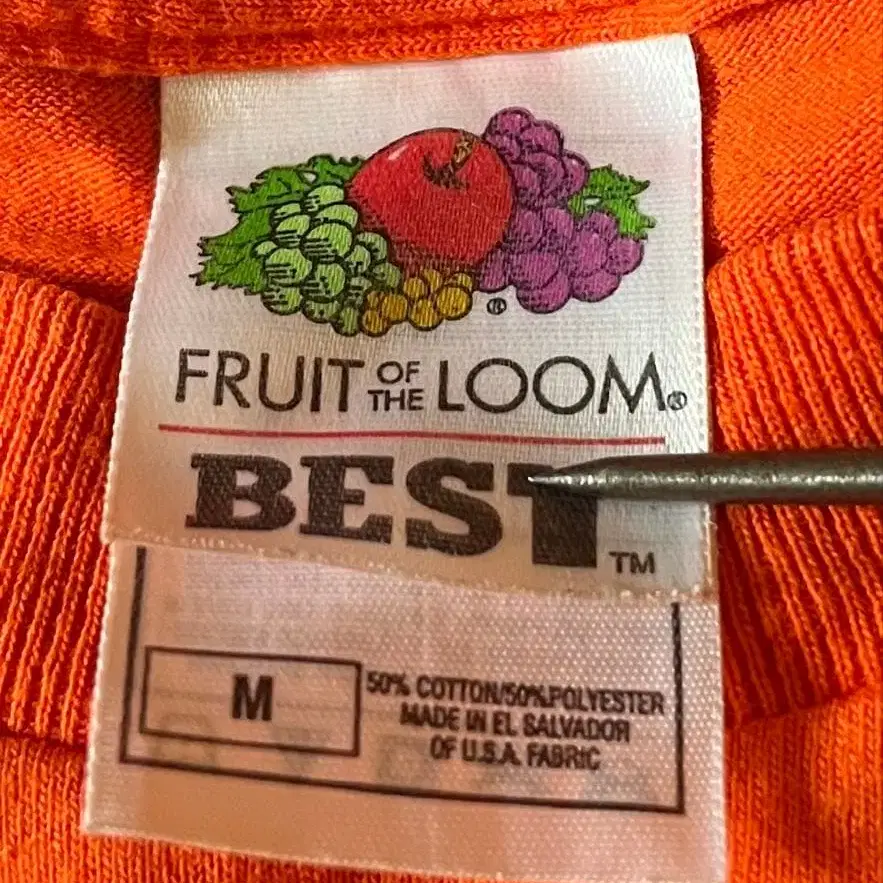 ®
FRUIT OF THE LOOM®
BEST™
M
50% COTTON/50%POLYESTER
MADE IN EL SALVADOR
OF U.S.A. FABRIC